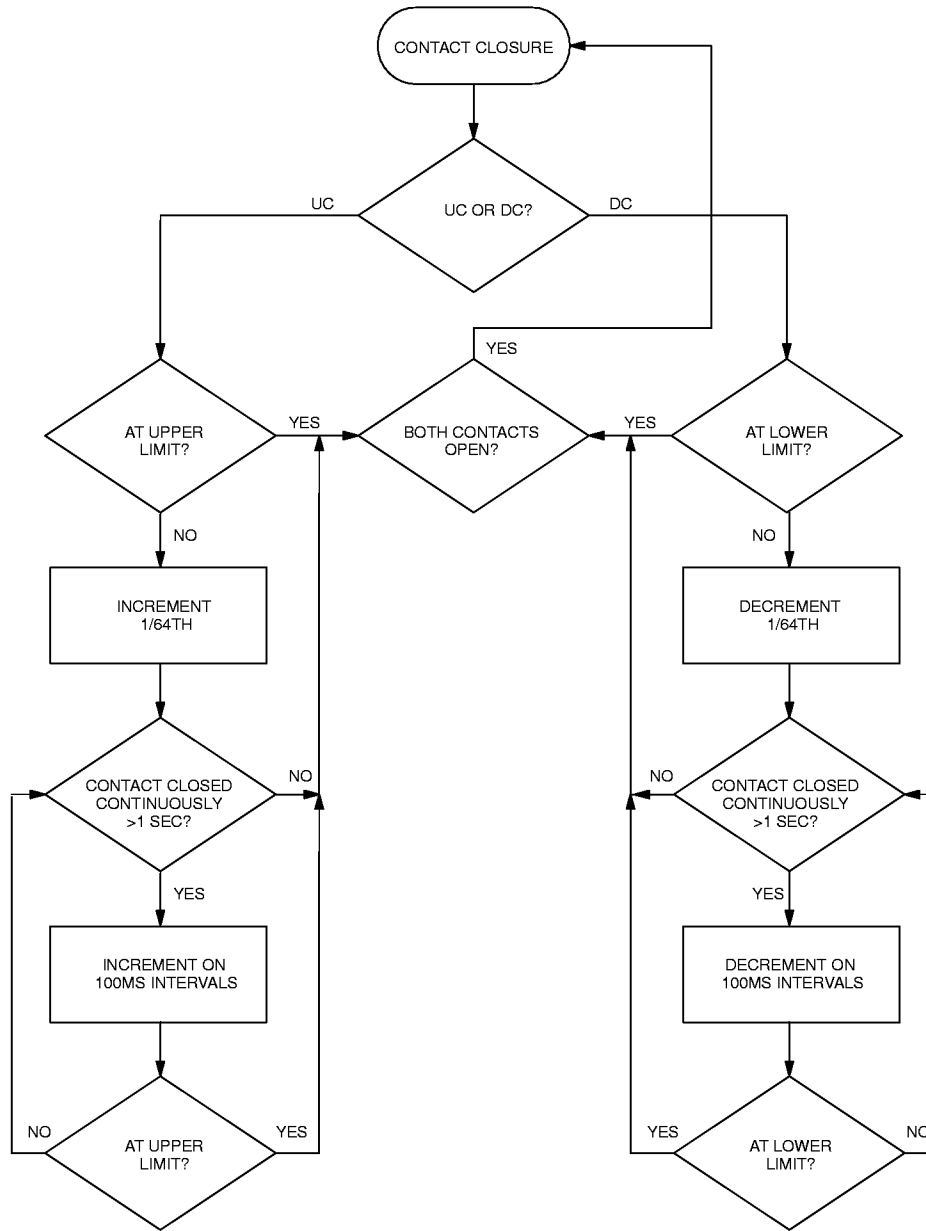 CONTACT CLOSURE
UC
UC OR DC?
DC
YES
AT UPPER
LIMIT?
YES
BOTH CONTACTS
OPEN?
YES
AT LOWER
LIMIT?
NO
NO
INCREMENT
1/64TH
DECREMENT
1/64TH
CONTACT CLOSED
CONTINUOUSLY
>1 SEC?
NO
NO
CONTACT CLOSED
CONTINUOUSLY
>1 SEC?
YES
YES
INCREMENT ON
100MS INTERVALS
DECREMENT ON
100MS INTERVALS
NO
AT UPPER
LIMIT?
YES
YES
AT LOWER
LIMIT?
NO